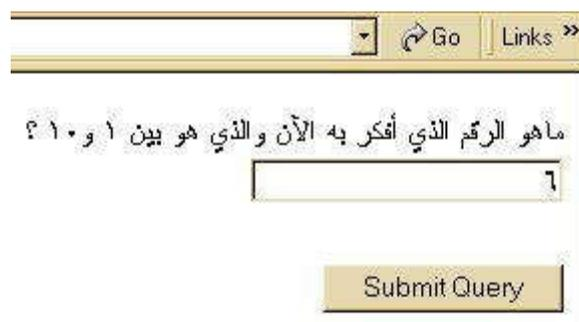 Go Links »
ماهو الرقم الذي أفكر به الآن والذي هو بين ١ و١٠ ؟
٦
Submit Query